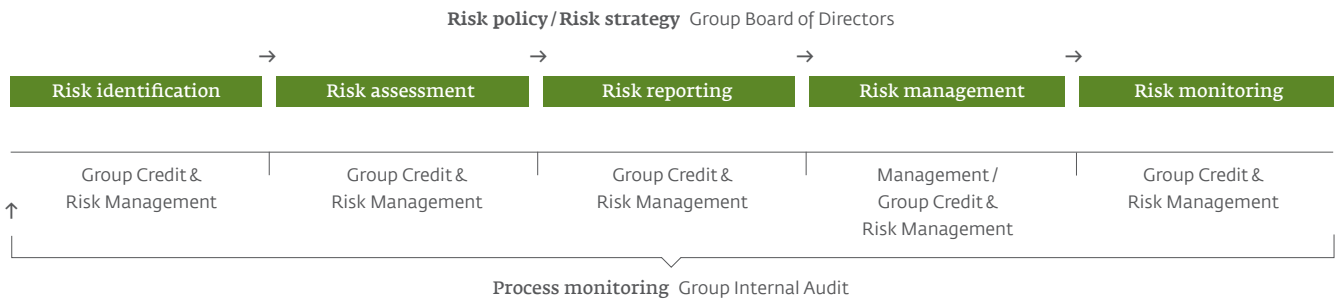 Risk policy / Risk strategy Group Board of Directors
→ → → →
Risk identification Risk assessment Risk reporting Risk management Risk monitoring
Group Credit & Group Credit & Group Credit & Management / Group Credit &
Risk Management Risk Management Risk Management Group Credit & Risk Management
Risk Management
↑
Process monitoring Group Internal Audit